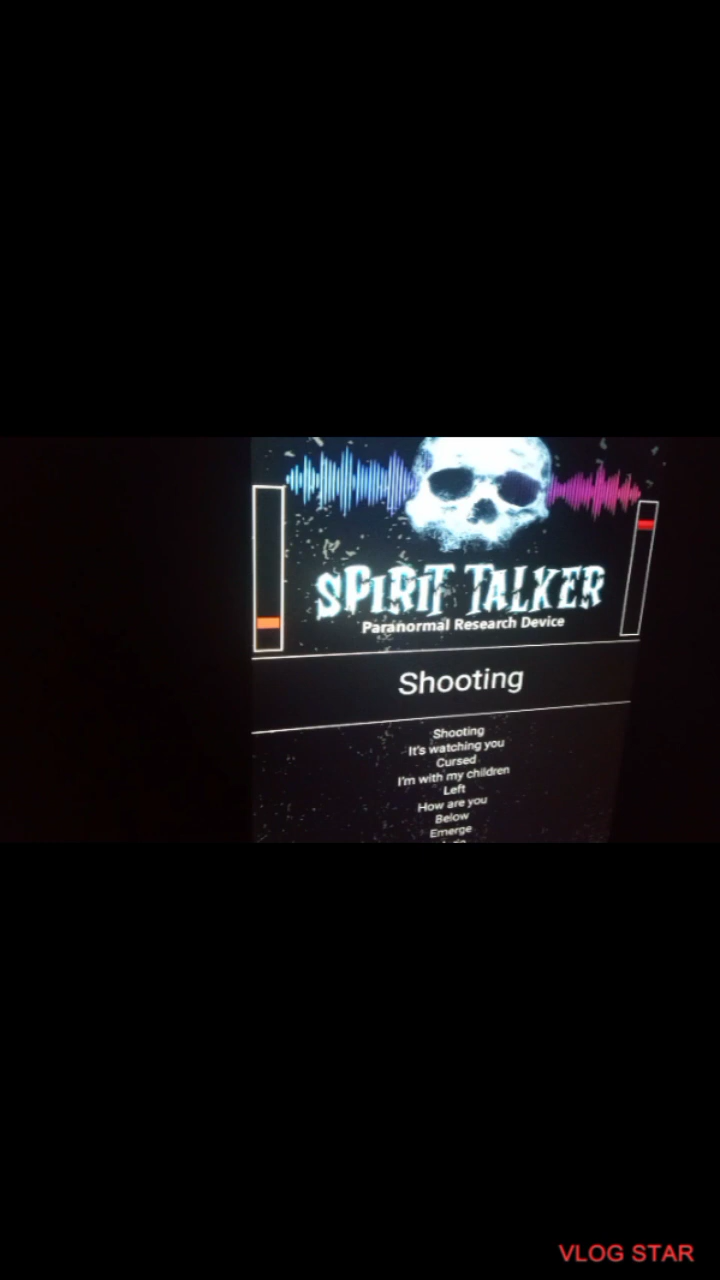 SPIRIT TALKER
Paranormal Research Device
Shooting
Shooting
It's watching you
Cursed
I'm with my children
Left
How are you
Below
Emerge
VLOG STAR